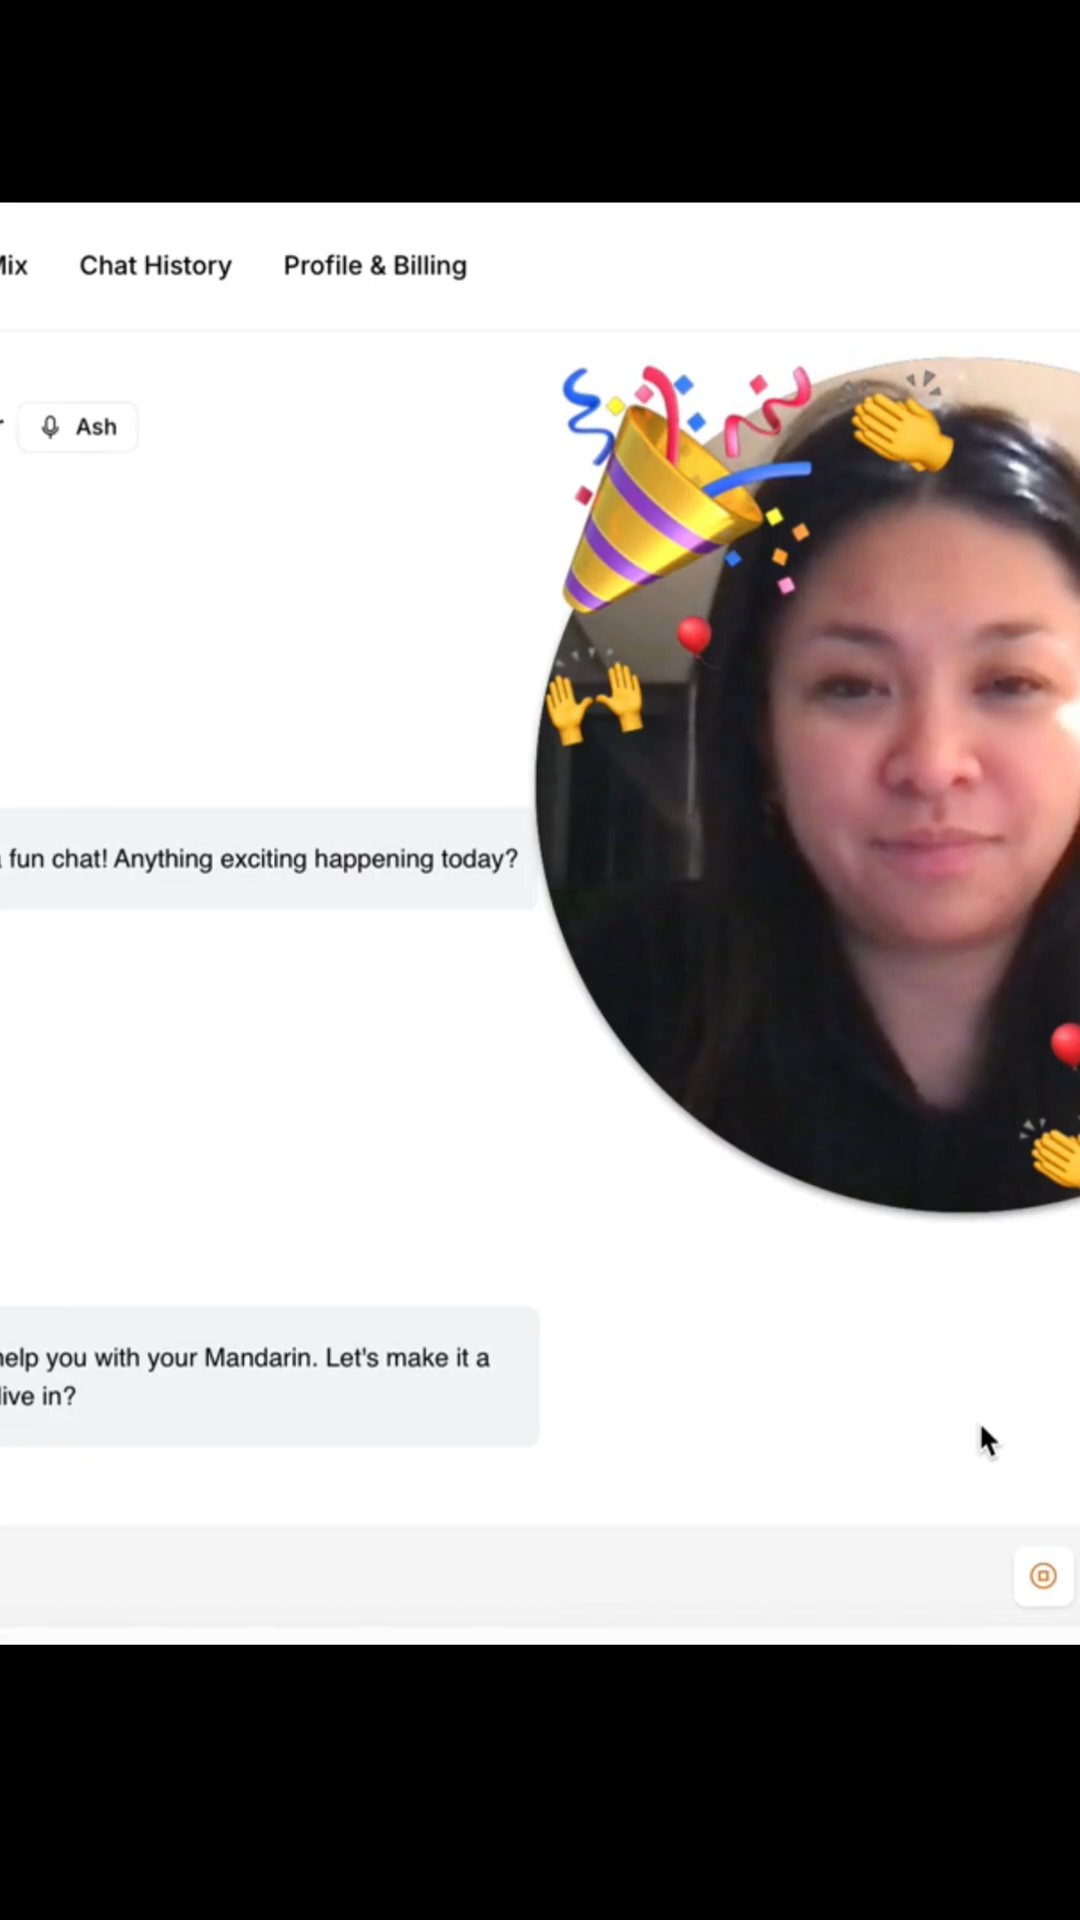 Mix Chat History Profile & Billing
Ash
fun chat! Anything exciting happening today?
help you with your Mandarin. Let's make it a
live in?